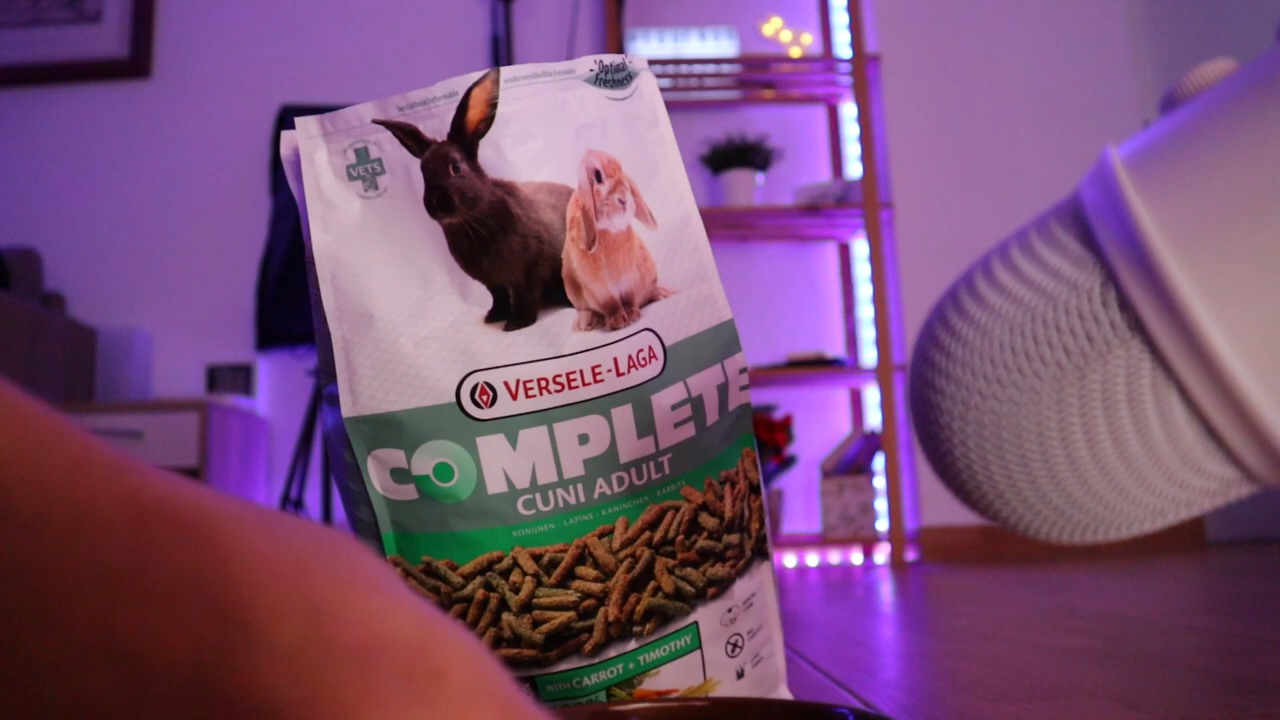 Optimal
Freshness
VETS
VERSELE-LAGA
COMPLETE
CUNI ADULT
KONIJNEN - LAPINS - KANINCHEN - RABBITS
WITH CARROT + TIMOTHY